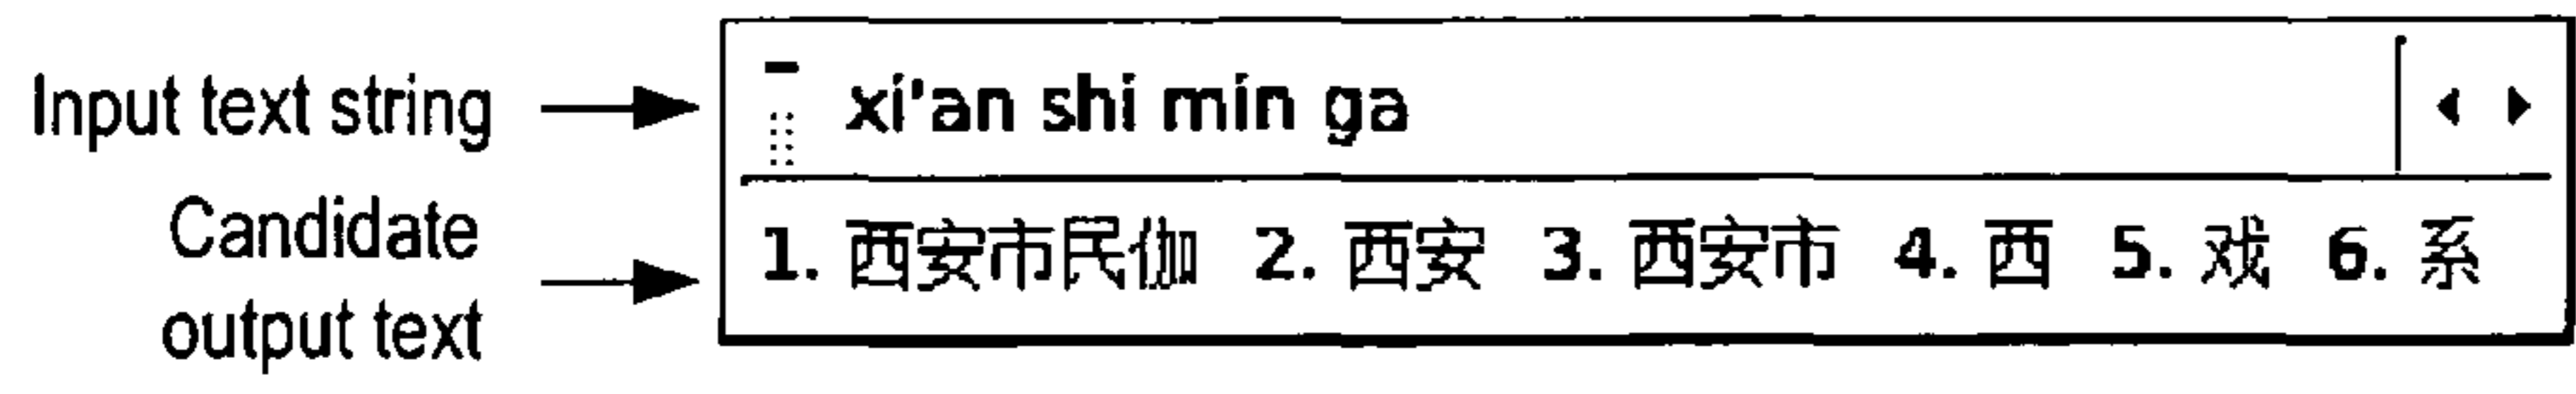 Input text string
xi'an shi min ga
Candidate
output text
1. 西安市民伽 2. 西安 3. 西安市 4. 西 5. 戏 6. 系